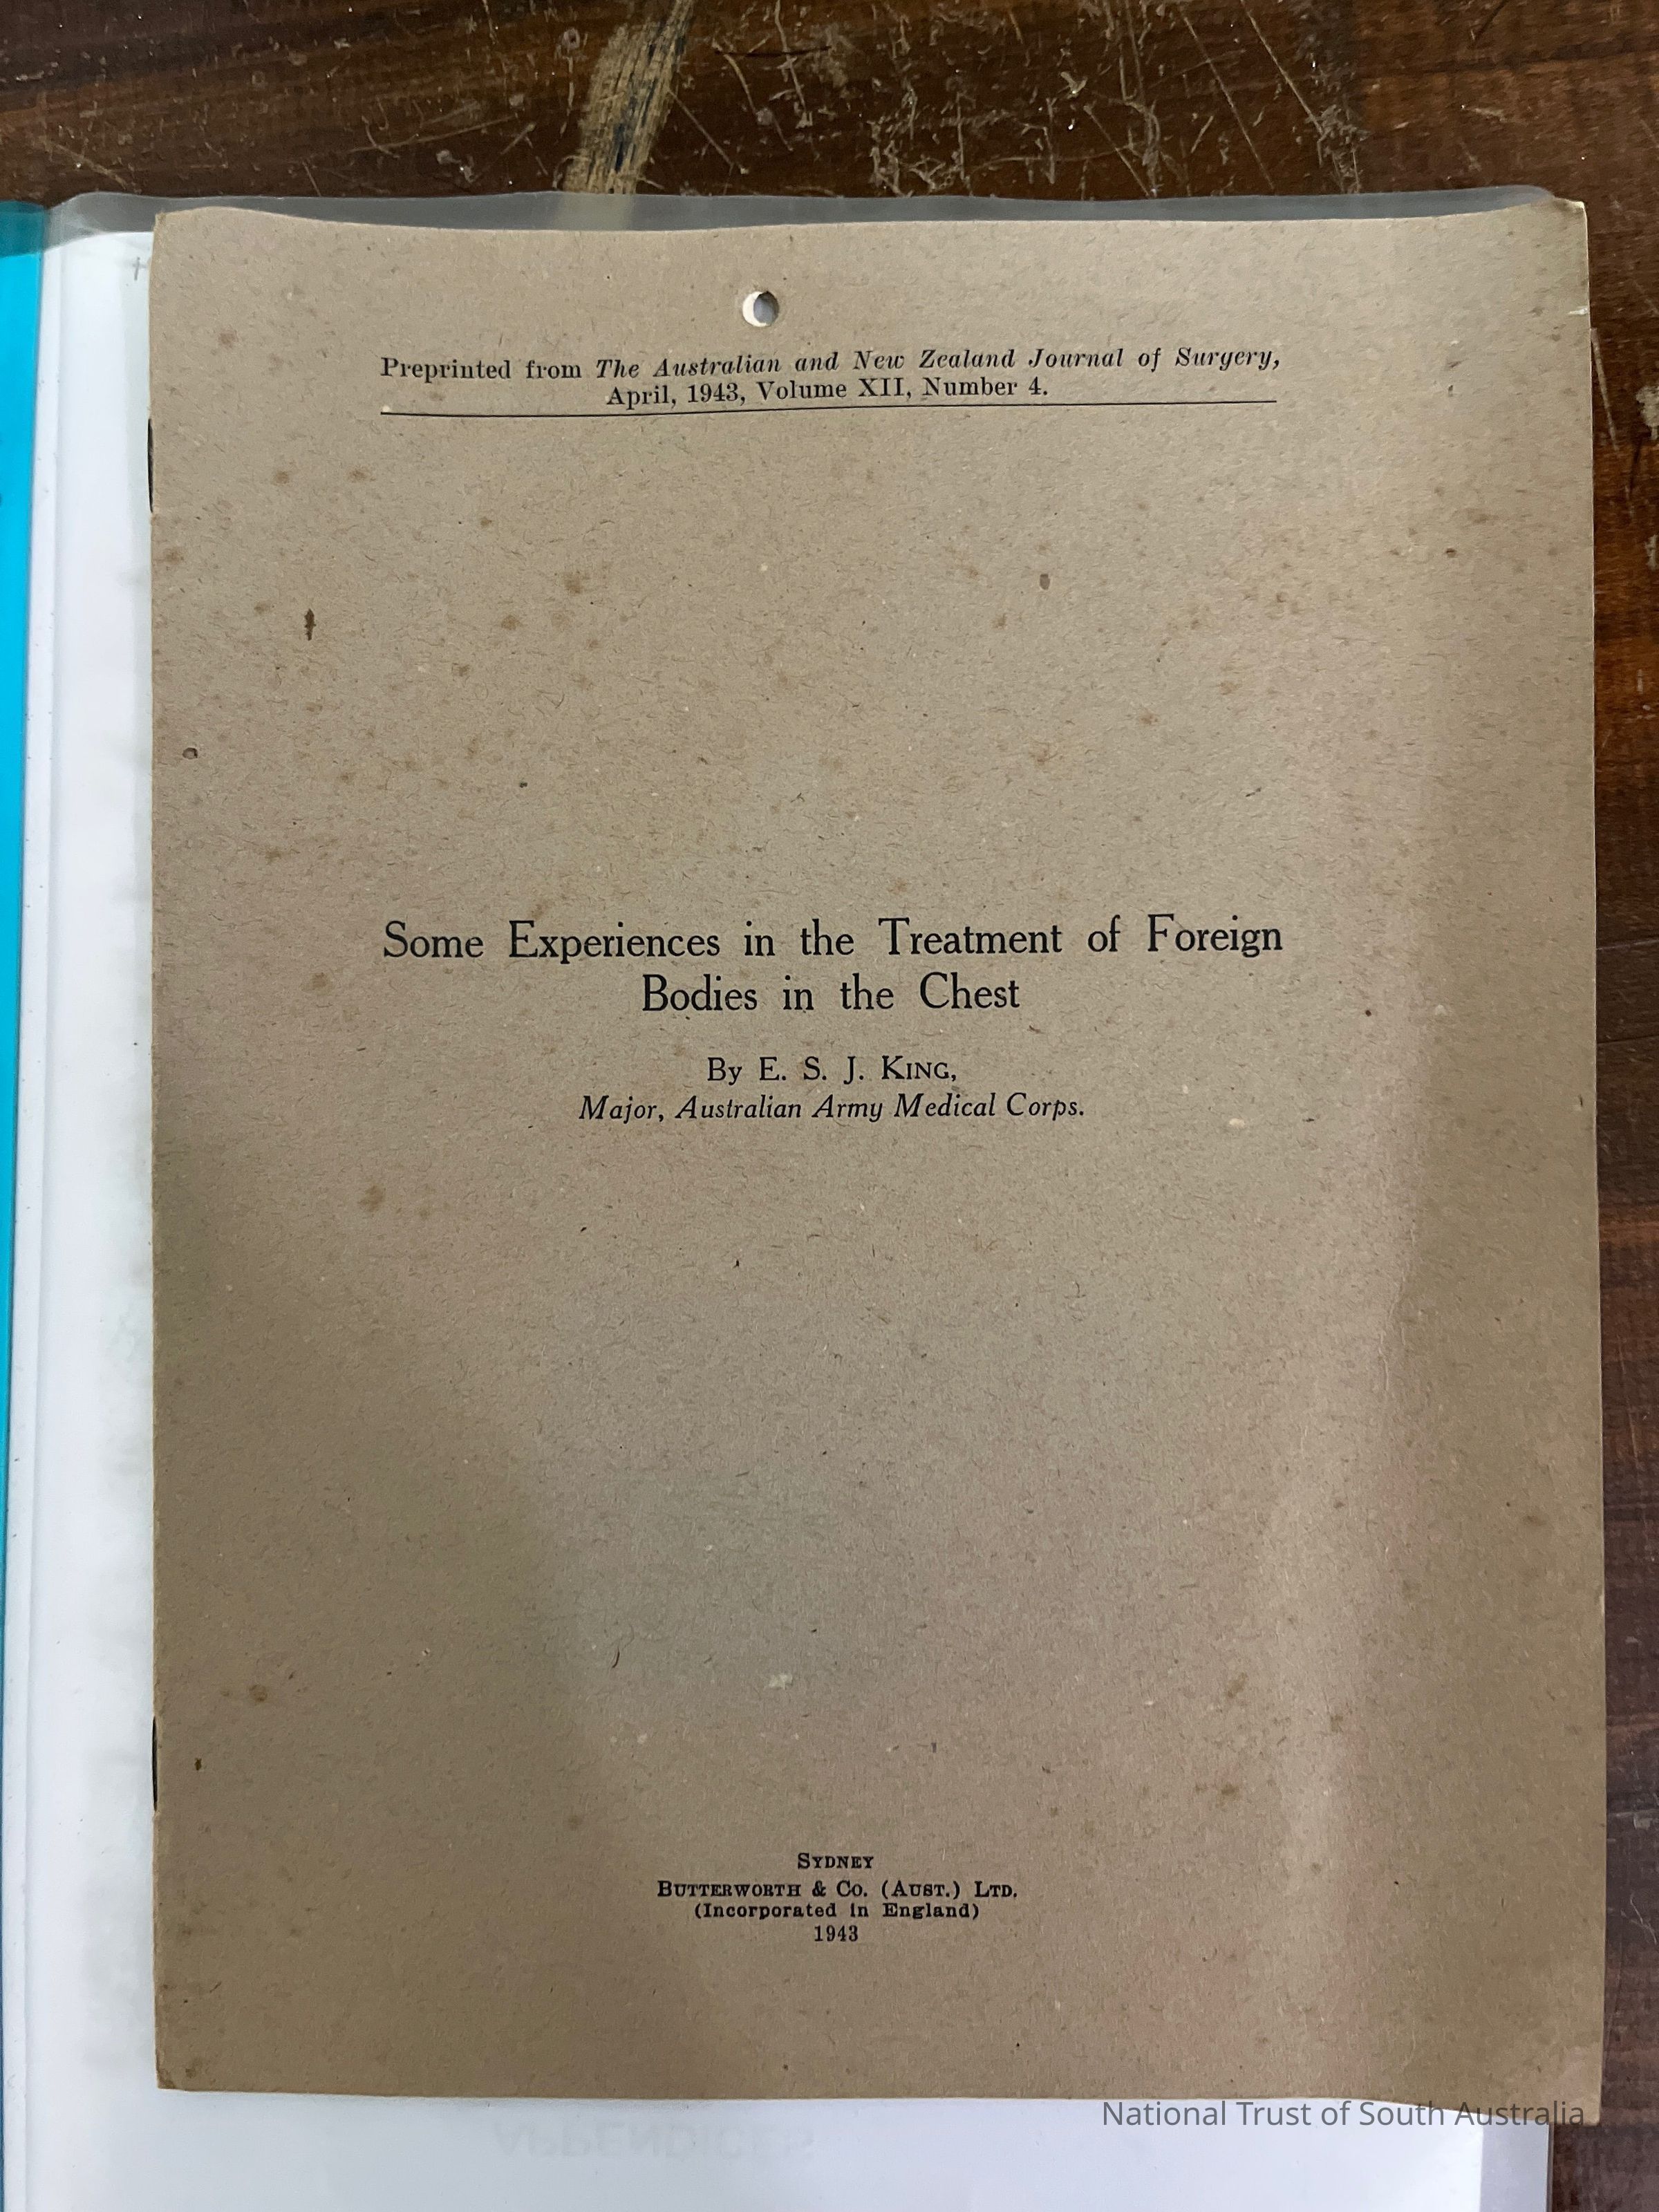 Preprinted from The Australian and New Zealand Journal of Surgery,
April, 1943, Volume XII, Number 4.
Some Experiences in the Treatment of Foreign
Bodies in the Chest
By E. S. J. KING,
Major, Australian Army Medical Corps.
SYDNEY
BUTTERWORTH & CO. (AUST.) LTD.
(Incorporated in England)
1943
National Trust of South Australia